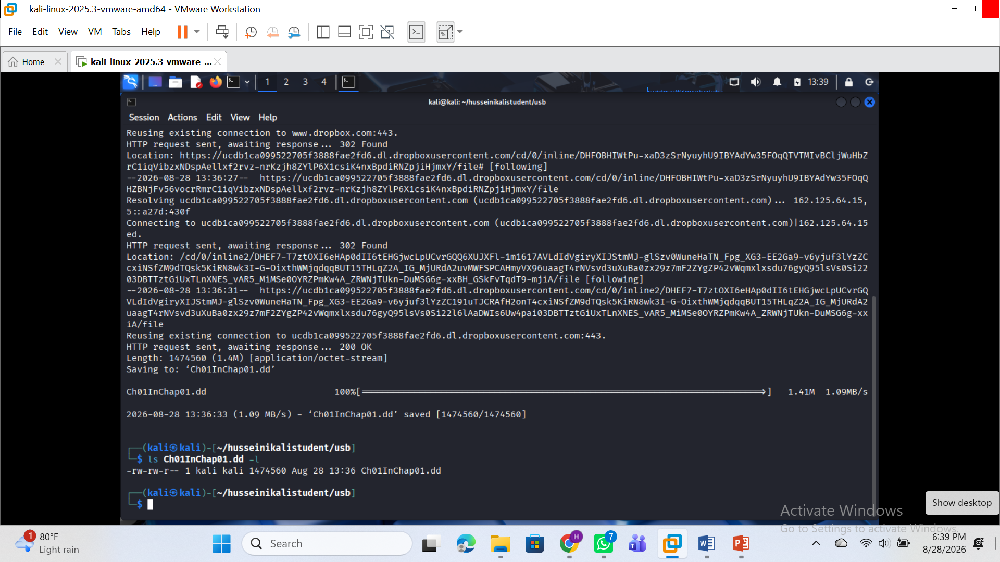 kali-linux-2025.3-vmware-amd64 - VMware Workstation
File Edit View VM Tabs Help
Home
kali-linux-2025.3-vmware-...
1 2 3 4
13:39
kali@kali: ~/husseinikalistudent/usb
Session Actions Edit View Help
Reusing existing connection to www.dropbox.com:443.
HTTP request sent, awaiting response... 302 Found
Location: https://ucdb1ca099522705f3888fae2fd6.dl.dropboxusercontent.com/cd/0/inline/DHFOBHIWtPu-xaD3zSrNyuyhU9IBYAdYw35FOqQTVTMIvBCljWuHbZ
rC1iqVibzxNDspAellxf2rvz-nrKzjh8ZYlP6X1csiK4nxBpdiRNZpjiHjmxY/file# [following]
--2026-08-28 13:36:27-- https://ucdb1ca099522705f3888fae2fd6.dl.dropboxusercontent.com/cd/0/inline/DHFOBHIWtPu-xaD3zSrNyuyhU9IBYAdYw35FOqQ
HZBNjFv56vocrRmrC1iqVibzxNDspAellxf2rvz-nrKzjh8ZYlP6X1csiK4nxBpdiRNZpjiHjmxY/file
Resolving ucdb1ca099522705f3888fae2fd6.dl.dropboxusercontent.com (ucdb1ca099522705f3888fae2fd6.dl.dropboxusercontent.com)... 162.125.64.15,
5::a27d:430f
Connecting to ucdb1ca099522705f3888fae2fd6.dl.dropboxusercontent.com (ucdb1ca099522705f3888fae2fd6.dl.dropboxusercontent.com)|162.125.64.15
ed.
HTTP request sent, awaiting response... 302 Found
Location: /cd/0/inline2/DHEF7-T7ztOXI6eHAp0dII6tEHGjwcLpUCvrGQQ6XUJXFl-1m1617AVLdIdVgiryXIJStmMJ-glSzv0WuneHaTN_Fpg_XG3-EE2Ga9-v6yjuf3lYzZC
cxiNSfZM9dTQsk5KiRN8wk3I-G-OixthWMjqdqqBUT15THLqZ2A_IG_MjURdA2uvMWFSPCAHmyVX96uaagT4rNVsvd3uXuBa0zx29z7mF2ZYgZP42vWqmxlxsdu76gyQ95lsVs0Si22
03DBTTztGiUxTLnXNES_vAR5_MiMSe0OYRZPmKw4A_ZRWNjTUkn-DuMSG6g-xxBH_GSkFvTqdT9-mjiA/file [following]
--2026-08-28 13:36:31-- https://ucdb1ca099522705f3888fae2fd6.dl.dropboxusercontent.com/cd/0/inline2/DHEF7-T7ztOXI6eHAp0dII6tEHGjwcLpUCvrGQ
VLdIdVgiryXIJStmMJ-glSzv0WuneHaTN_Fpg_XG3-EE2Ga9-v6yjuf3lYzZC191uTJCRAfH2onT4cxiNSfZM9dTQsk5KiRN8wk3I-G-OixthWMjqdqqBUT15THLqZ2A_IG_MjURdA2
uaagT4rNVsvd3uXuBa0zx29z7mF2ZYgZP42vWqmxlxsdu76gyQ95lsVs0Si22l6lAaDWIs6Uw4pai03DBTTztGiUxTLnXNES_vAR5_MiMSe0OYRZPmKw4A_ZRWNjTUkn-DuMSG6g-xx
iA/file
Reusing existing connection to ucdb1ca099522705f3888fae2fd6.dl.dropboxusercontent.com:443.
HTTP request sent, awaiting response... 200 OK
Length: 1474560 (1.4M) [application/octet-stream]
Saving to: ‘Ch01InChap01.dd’
Ch01InChap01.dd 100%[===================>] 1.41M 1.09MB/s
2026-08-28 13:36:33 (1.09 MB/s) - ‘Ch01InChap01.dd’ saved [1474560/1474560]
(kali㉿kali)-[~/husseinikalistudent/usb]
$ ls Ch01InChap01.dd -l
-rw-rw-r-- 1 kali kali 1474560 Aug 28 13:36 Ch01InChap01.dd
(kali㉿kali)-[~/husseinikalistudent/usb]
$
Show desktop
Activate Windows
Go to Settings to activate Windows.
1
80°F
Light rain
Search
H
7
6:39 PM
8/28/2026